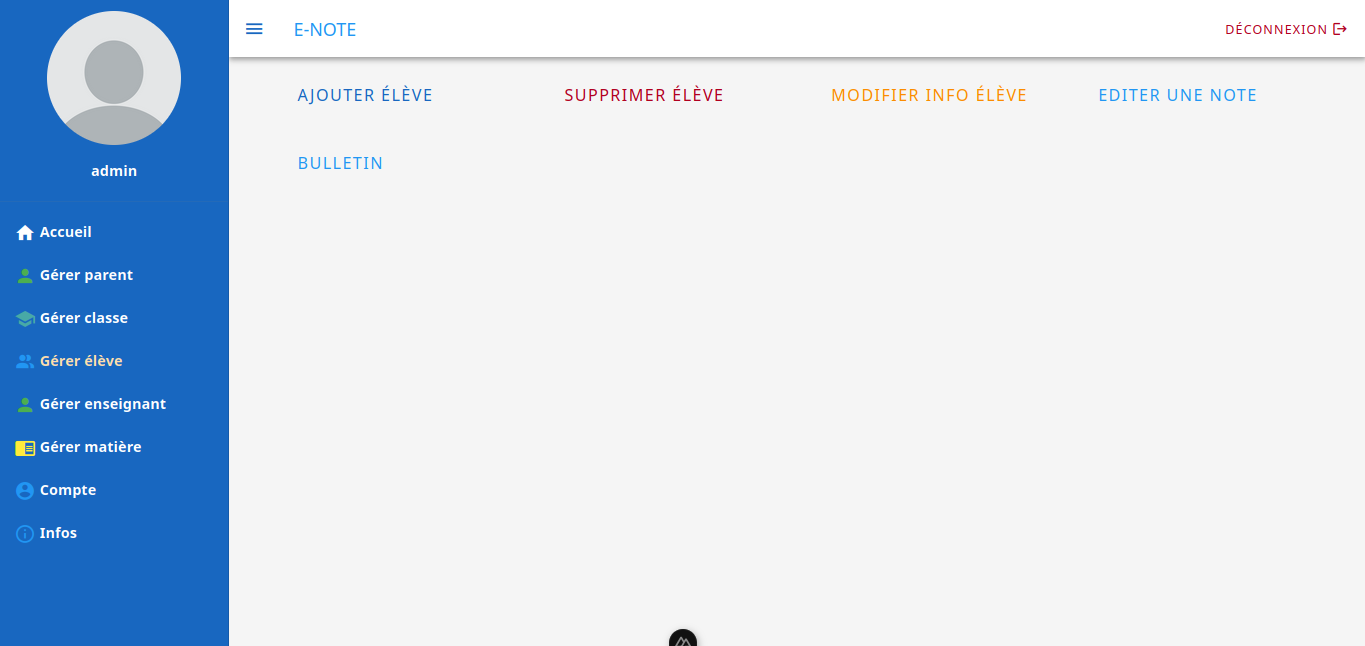 admin
Accueil
Gérer parent
Gérer classe
Gérer élève
Gérer enseignant
Gérer matière
Compte
Infos
E-NOTE
DÉCONNEXION
AJOUTER ÉLÈVE
SUPPRIMER ÉLÈVE
MODIFIER INFO ÉLÈVE
EDITER UNE NOTE
BULLETIN